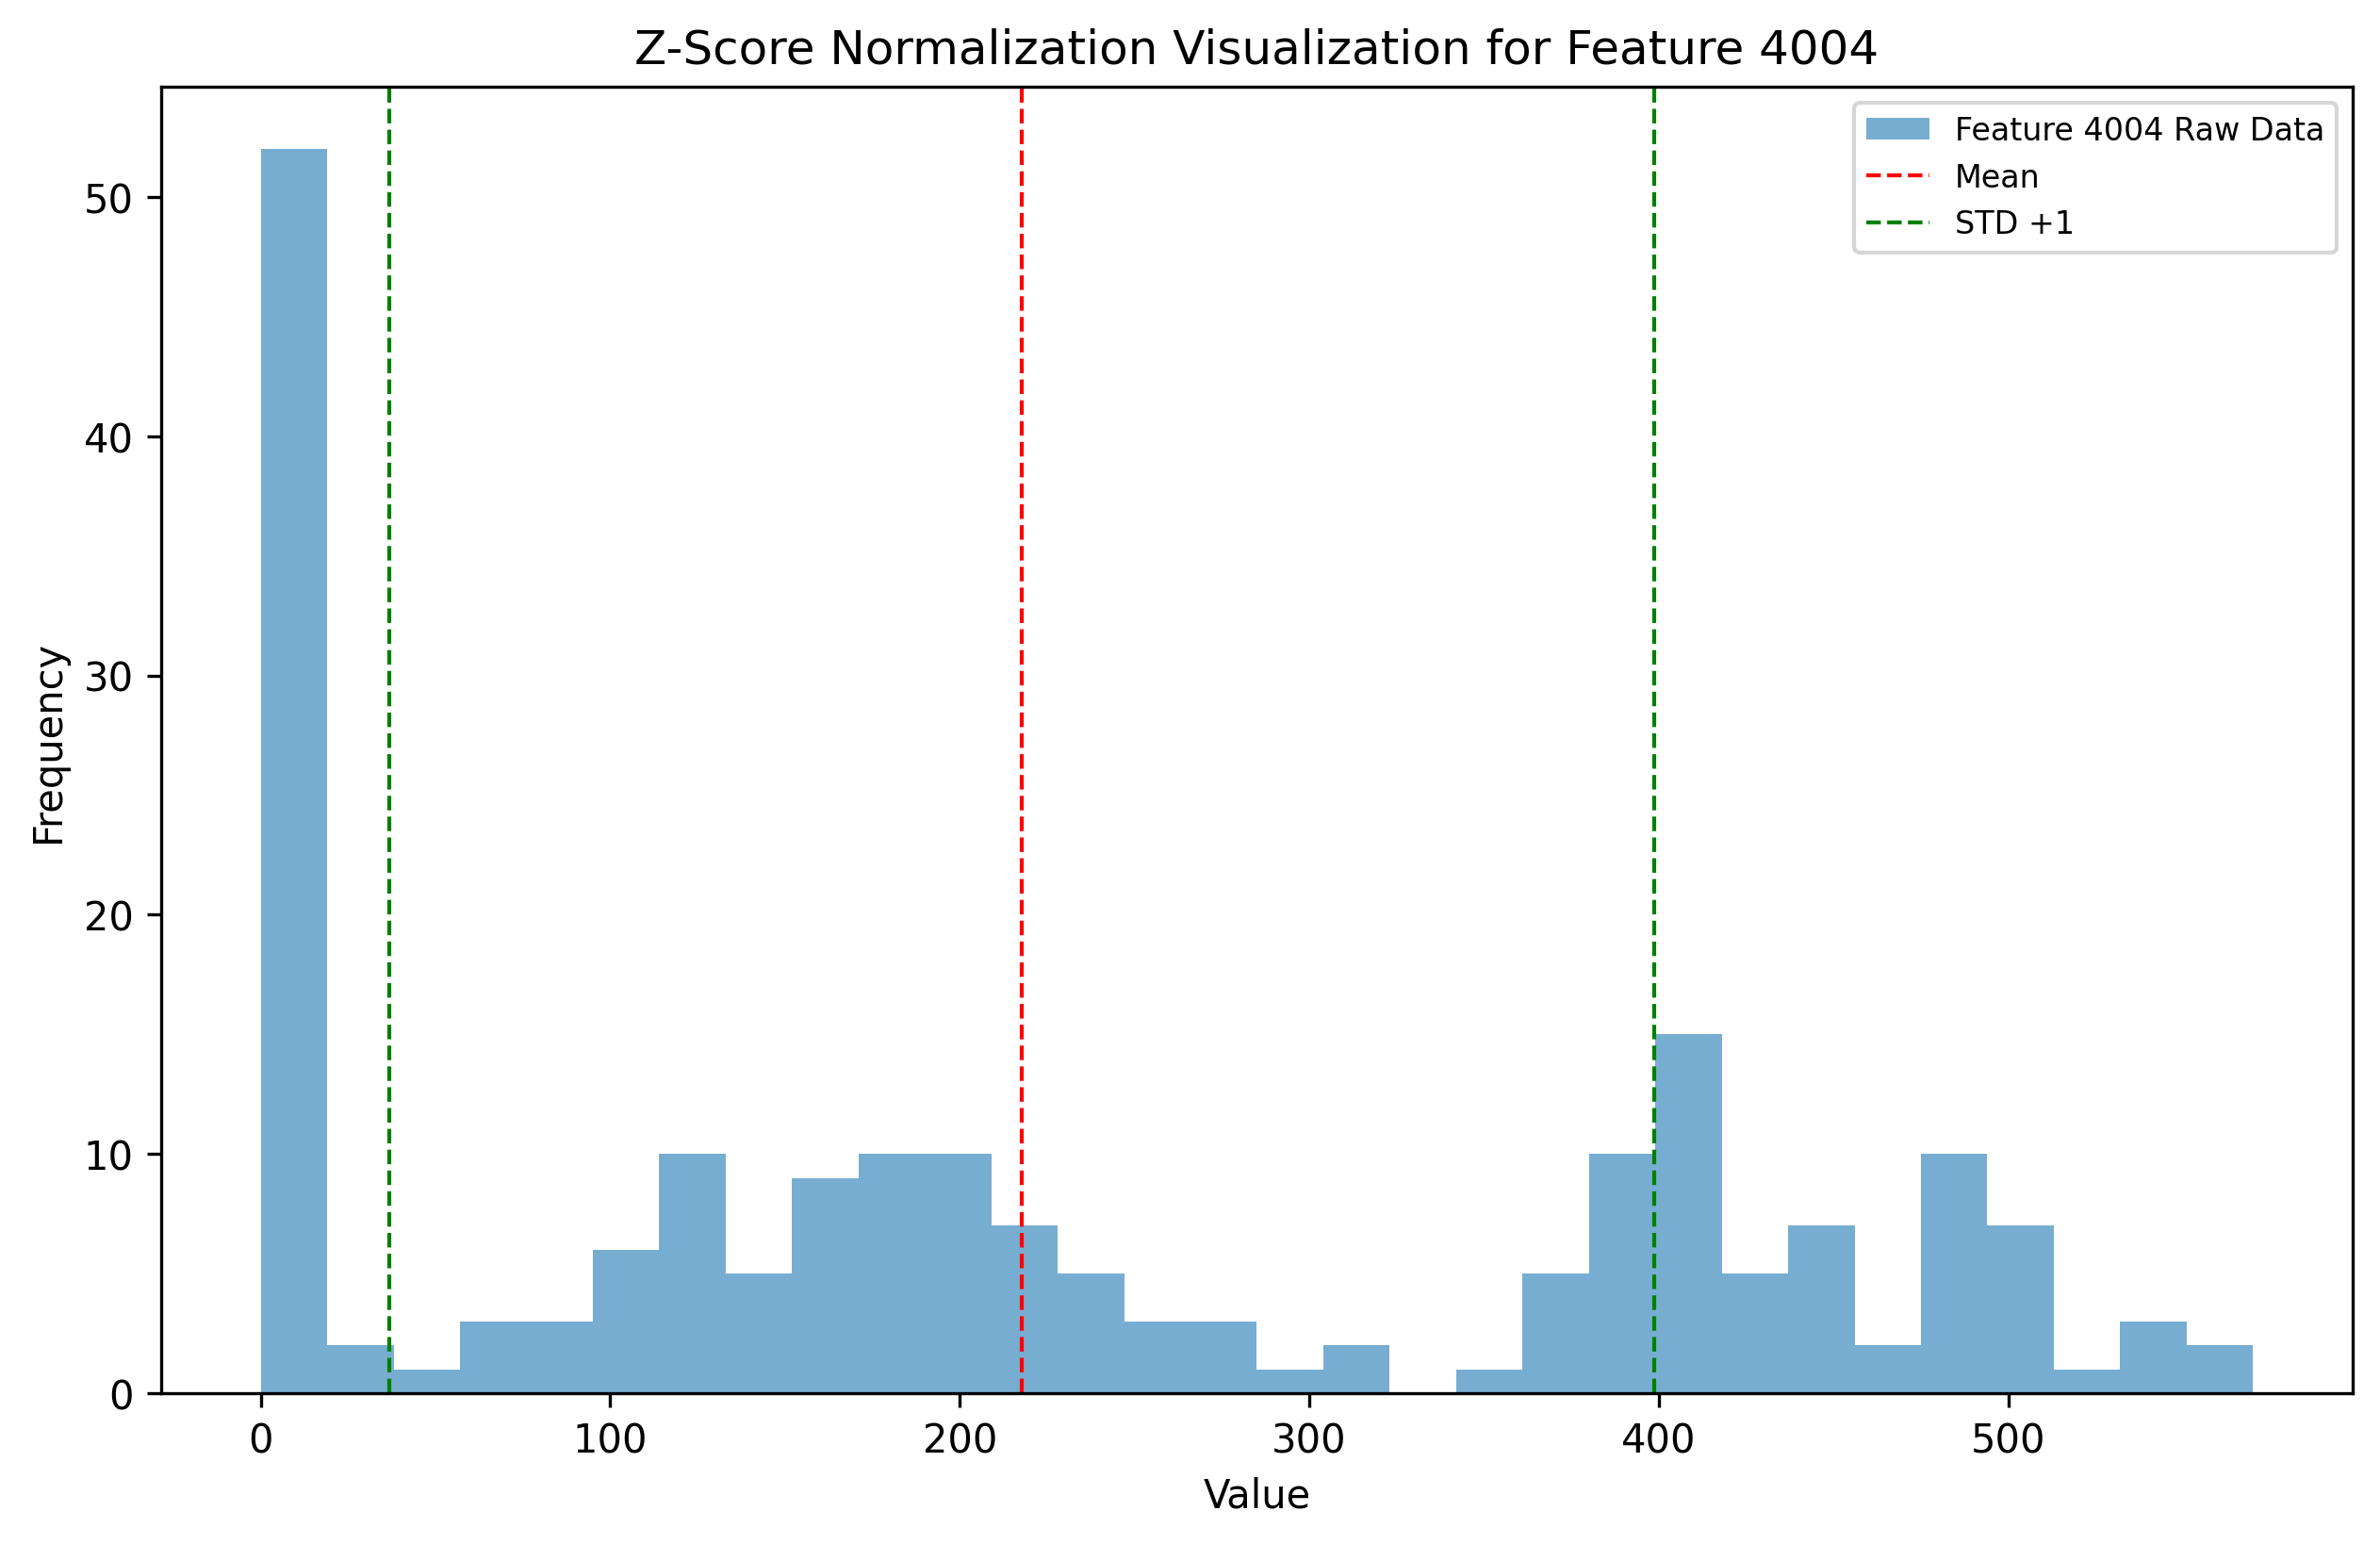 Z-Score Normalization Visualization for Feature 4004
Feature 4004 Raw Data
Mean
STD +1
Frequency
50
40
30
20
10
0
0 100 200 300 400 500
Value